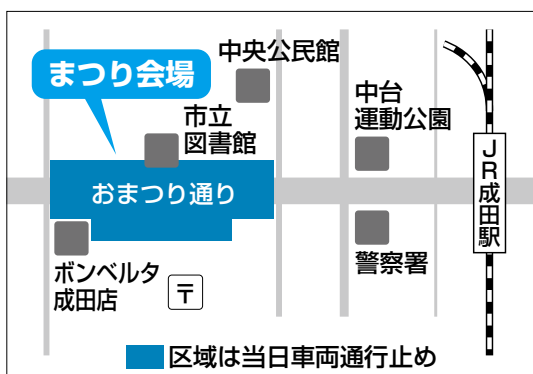 中央公民館
まつり会場
中台
運動公園
市立
図書館
JR成田駅
おまつり通り
警察署
ボンベルタ
成田店
〒
区域は当日車両通行止め